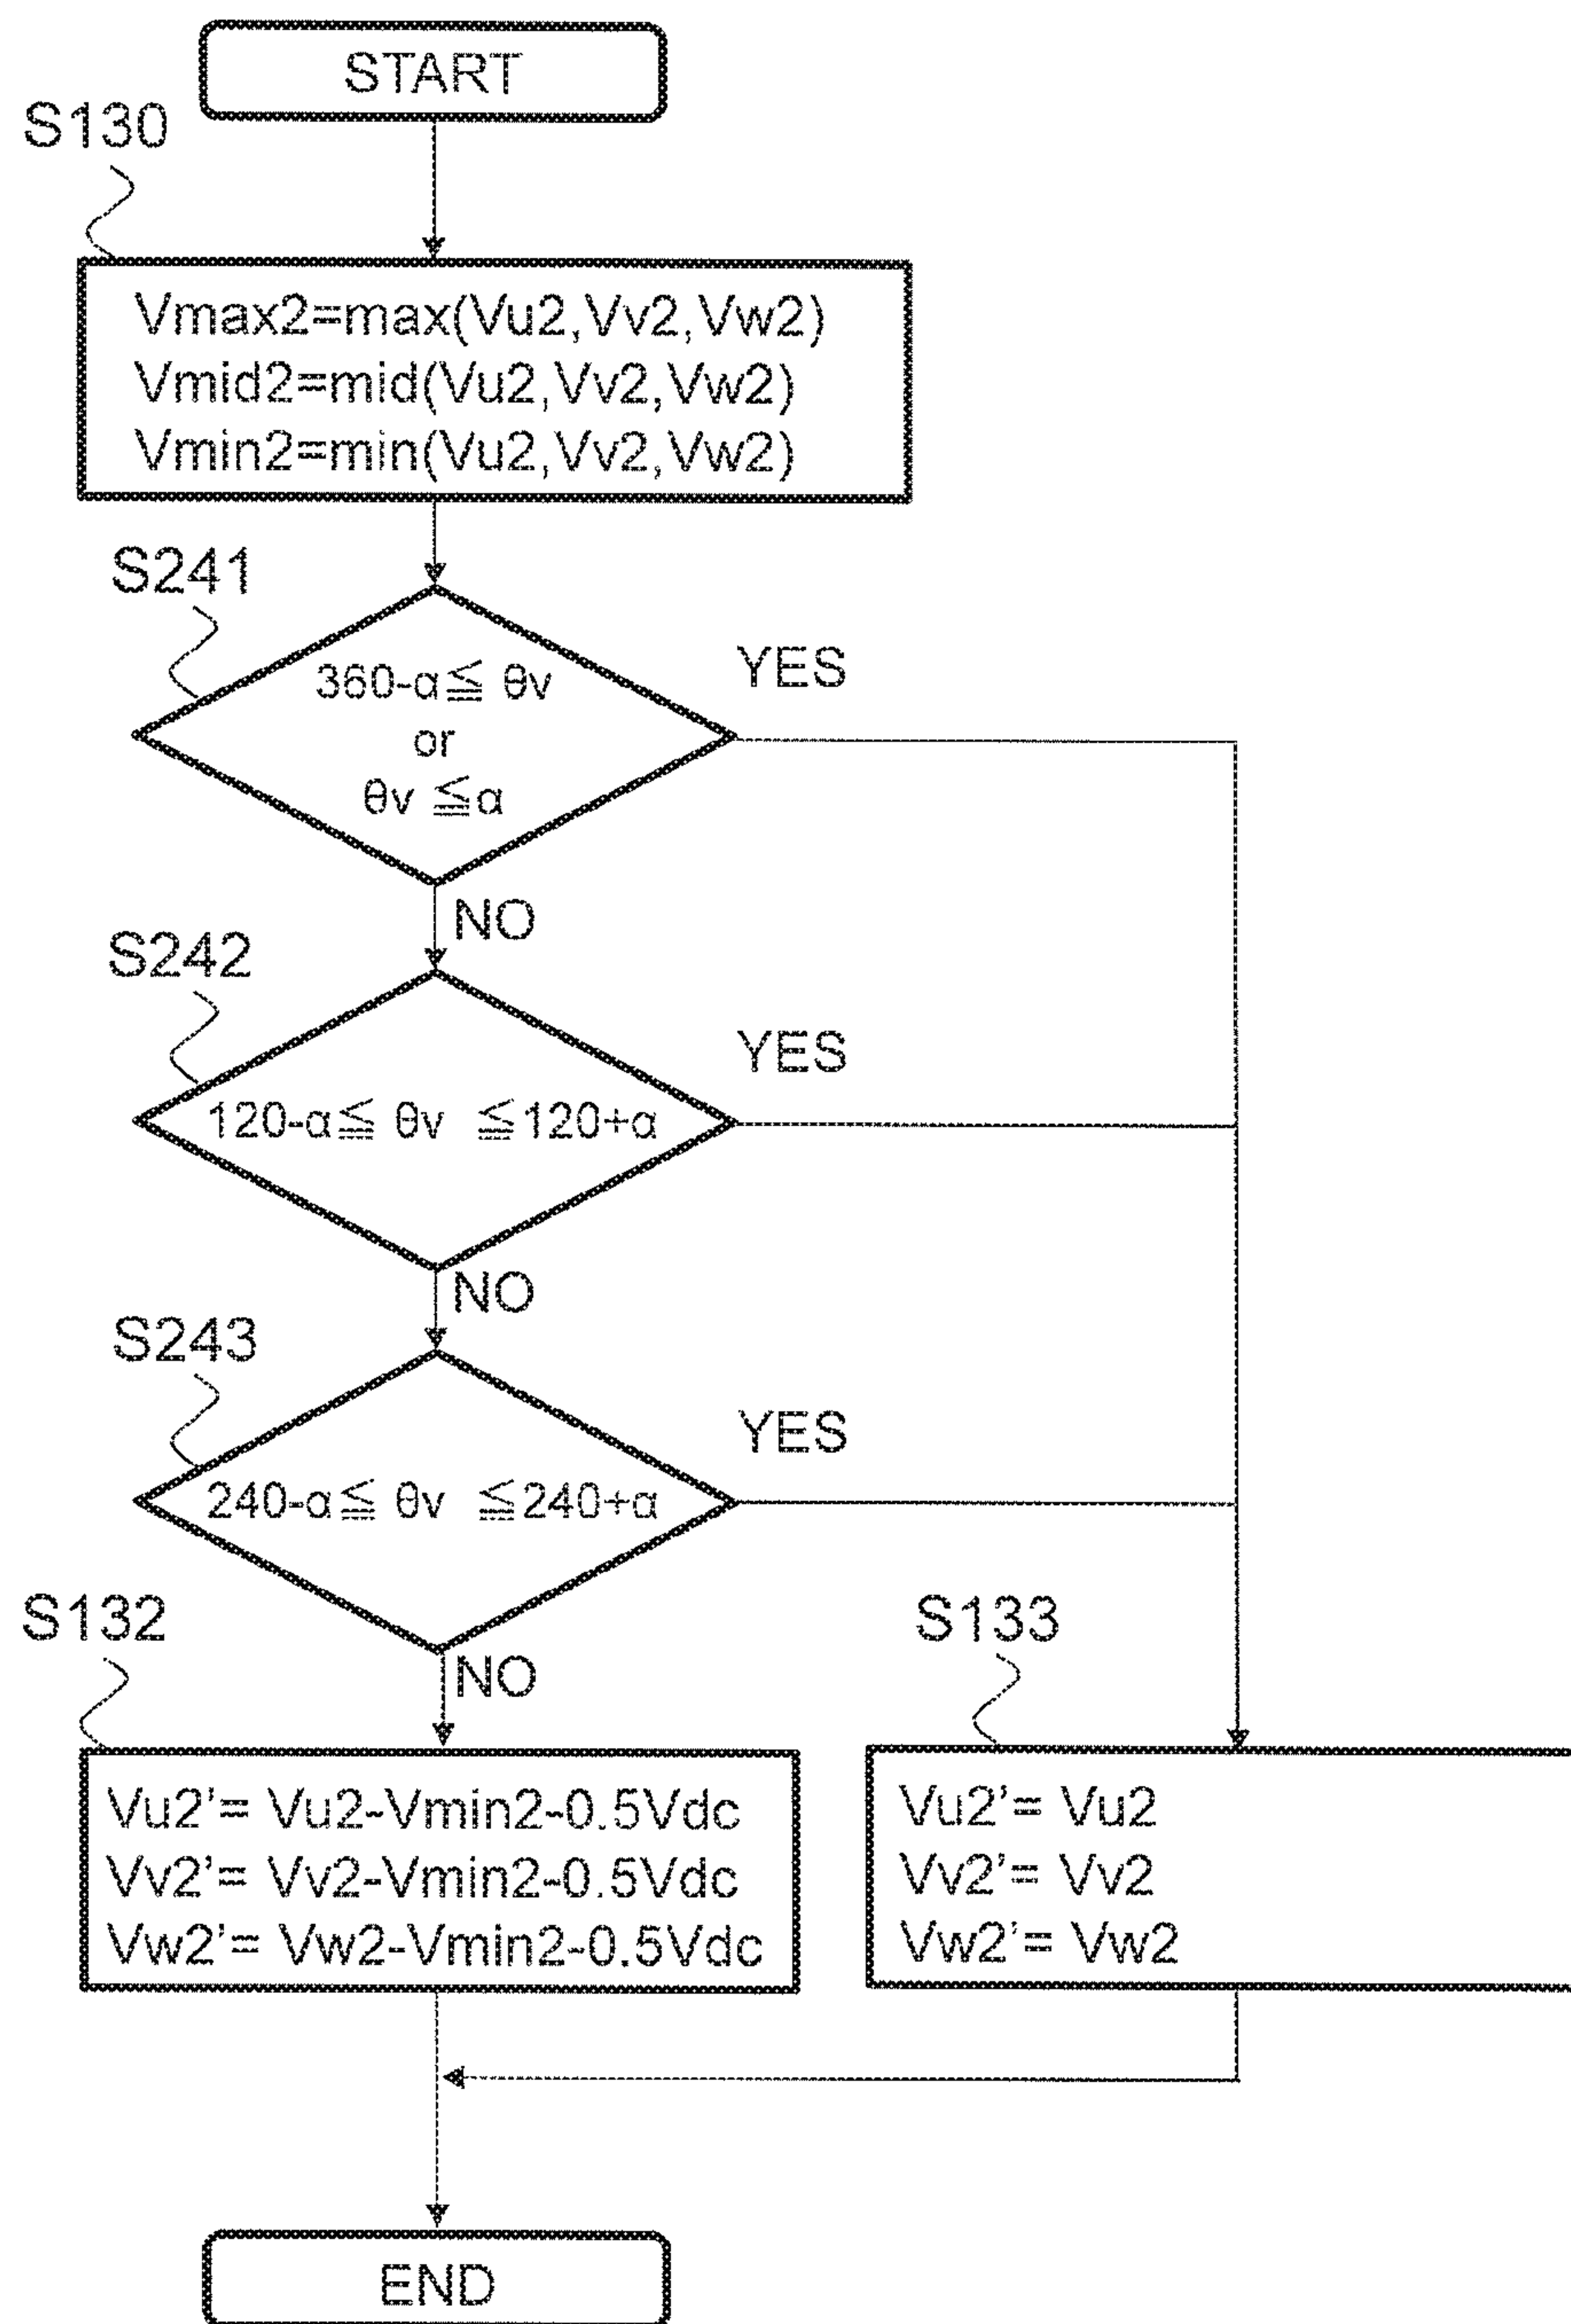 START
S130
Vmax2=max(Vu2,Vv2,Vw2)
Vmid2=mid(Vu2,Vv2,Vw2)
Vmin2=min(Vu2,Vv2,Vw2)
S241
360-α≦ θv
or
θv ≦α
YES
NO
S242
120-α≦ θv ≦120+α
YES
NO
S243
240-α≦ θv ≦240+α
YES
NO
S132
Vu2’= Vu2-Vmin2-0.5Vdc
Vv2’= Vv2-Vmin2-0.5Vdc
Vw2’= Vw2-Vmin2-0.5Vdc
S133
Vu2’= Vu2
Vv2’= Vv2
Vw2’= Vw2
END